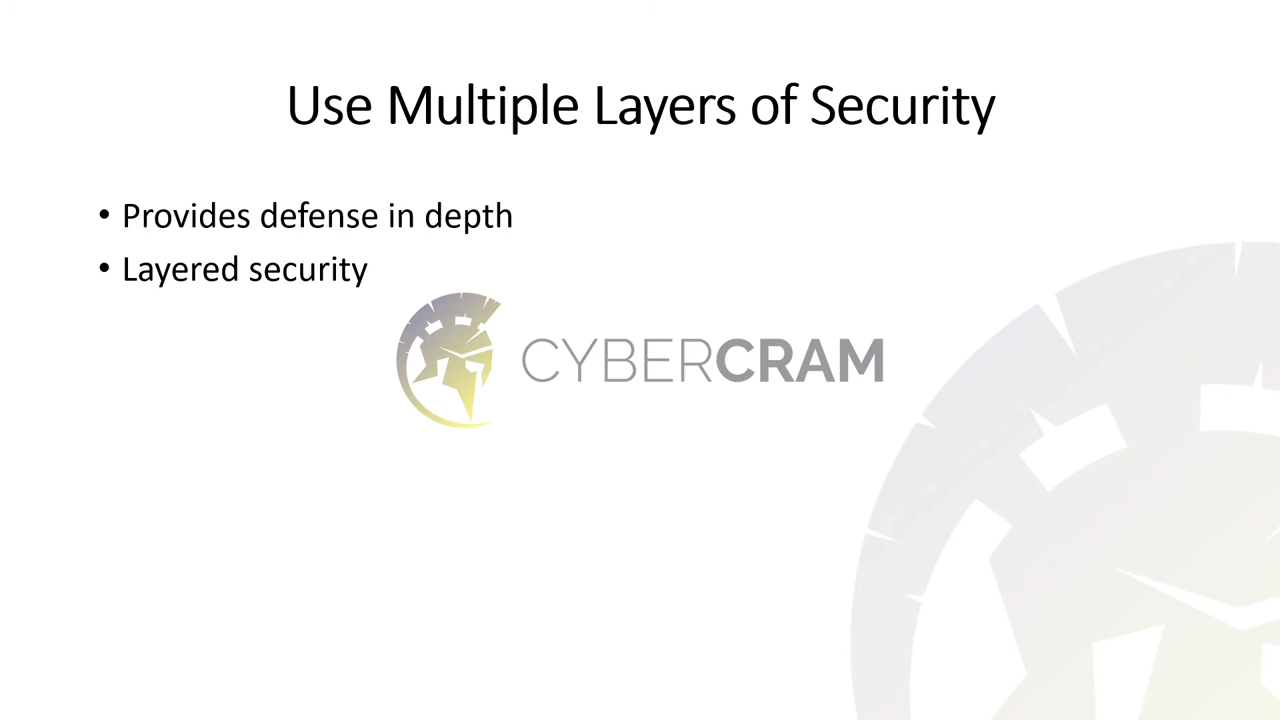 Use Multiple Layers of Security
• Provides defense in depth
• Layered security
CYBERCRAM